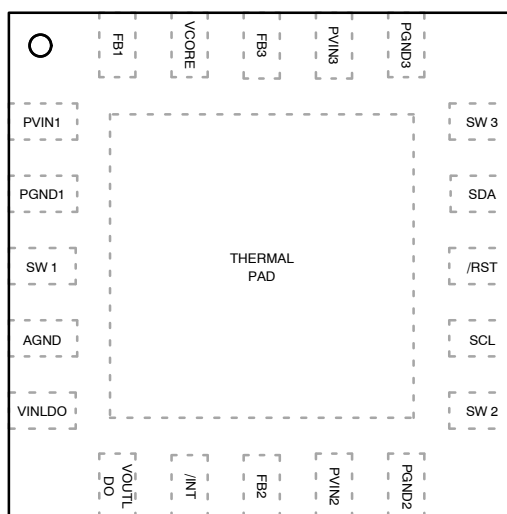 FB1
VCORE
FB3
PVIN3
PGND3
PVIN1
SW 3
PGND1
SDA
THERMAL
PAD
SW 1
/RST
AGND
SCL
VINLDO
SW 2
VOUTL
DO
/INT
FB2
PVIN2
PGND2